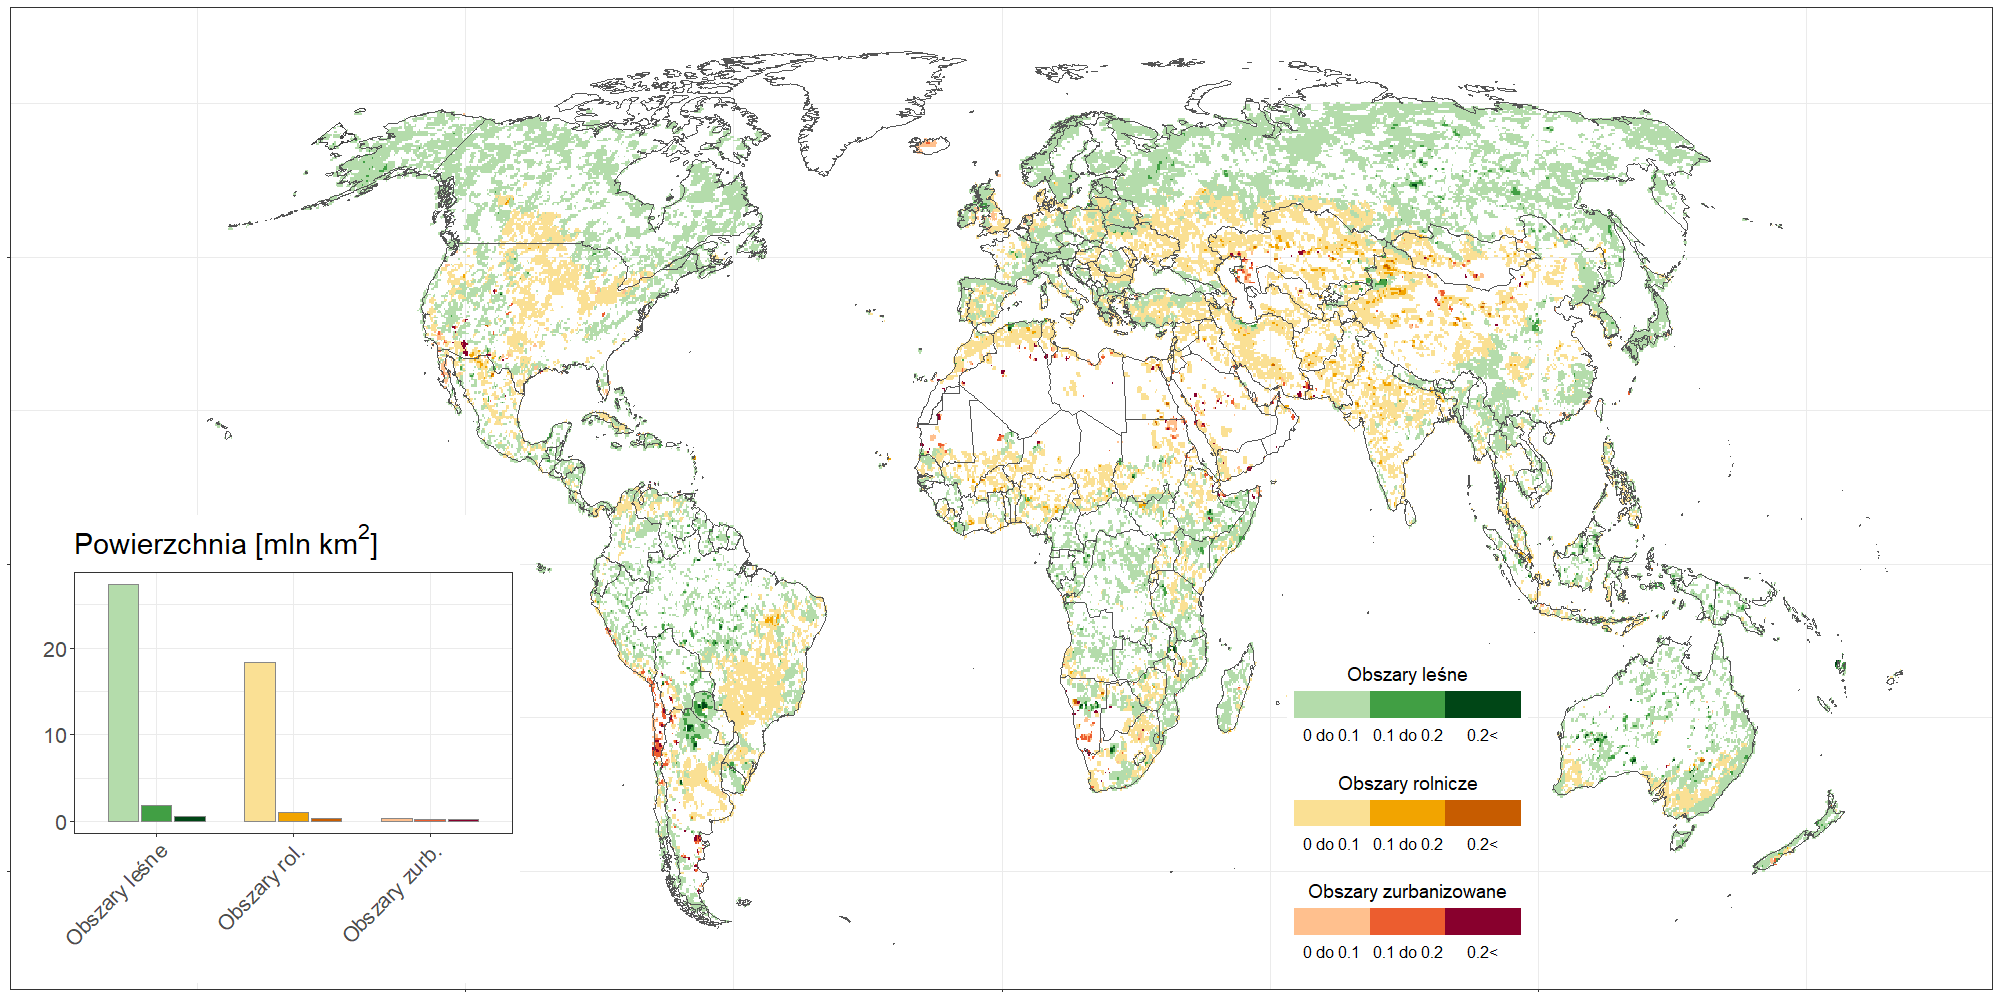 Powierzchnia [mln km²]
20
10
0
Obszary leśne
Obszary rol.
Obszary zurb.
Obszary leśne
0 do 0.1 0.1 do 0.2 0.2<
Obszary rolnicze
0 do 0.1 0.1 do 0.2 0.2<
Obszary zurbanizowane
0 do 0.1 0.1 do 0.2 0.2<